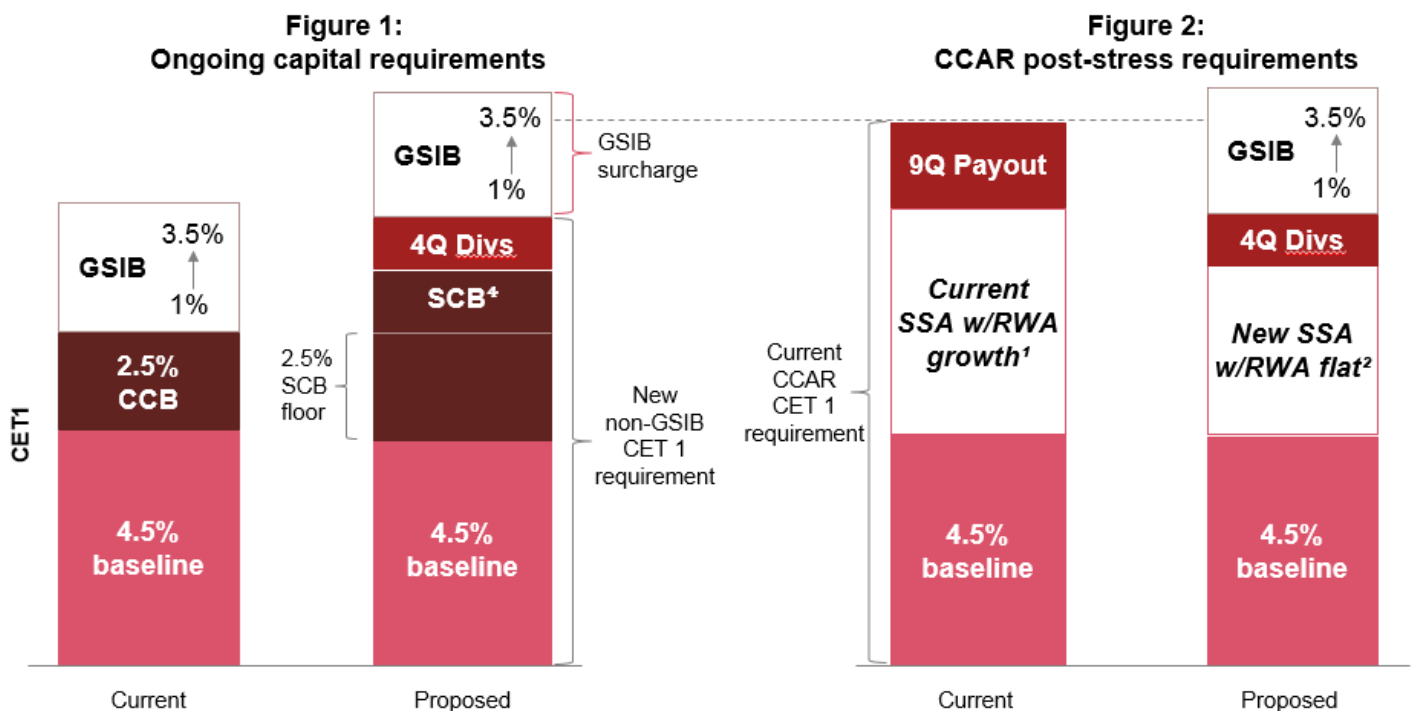 Figure 1:
Ongoing capital requirements
GSIB
3.5%
1%
2.5%
CCB
4.5%
baseline
CET1
Current
3.5%
GSIB
1%
GSIB
surcharge
4Q Divs
SCB⁴
2.5%
SCB
floor
New
non-GSIB
CET 1
requirement
4.5%
baseline
Proposed
Figure 2:
CCAR post-stress requirements
9Q Payout
Current
SSA w/RWA
growth¹
Current
CCAR
CET 1
requirement
4.5%
baseline
Current
3.5%
GSIB
1%
4Q Divs
New SSA
w/RWA flat²
4.5%
baseline
Proposed